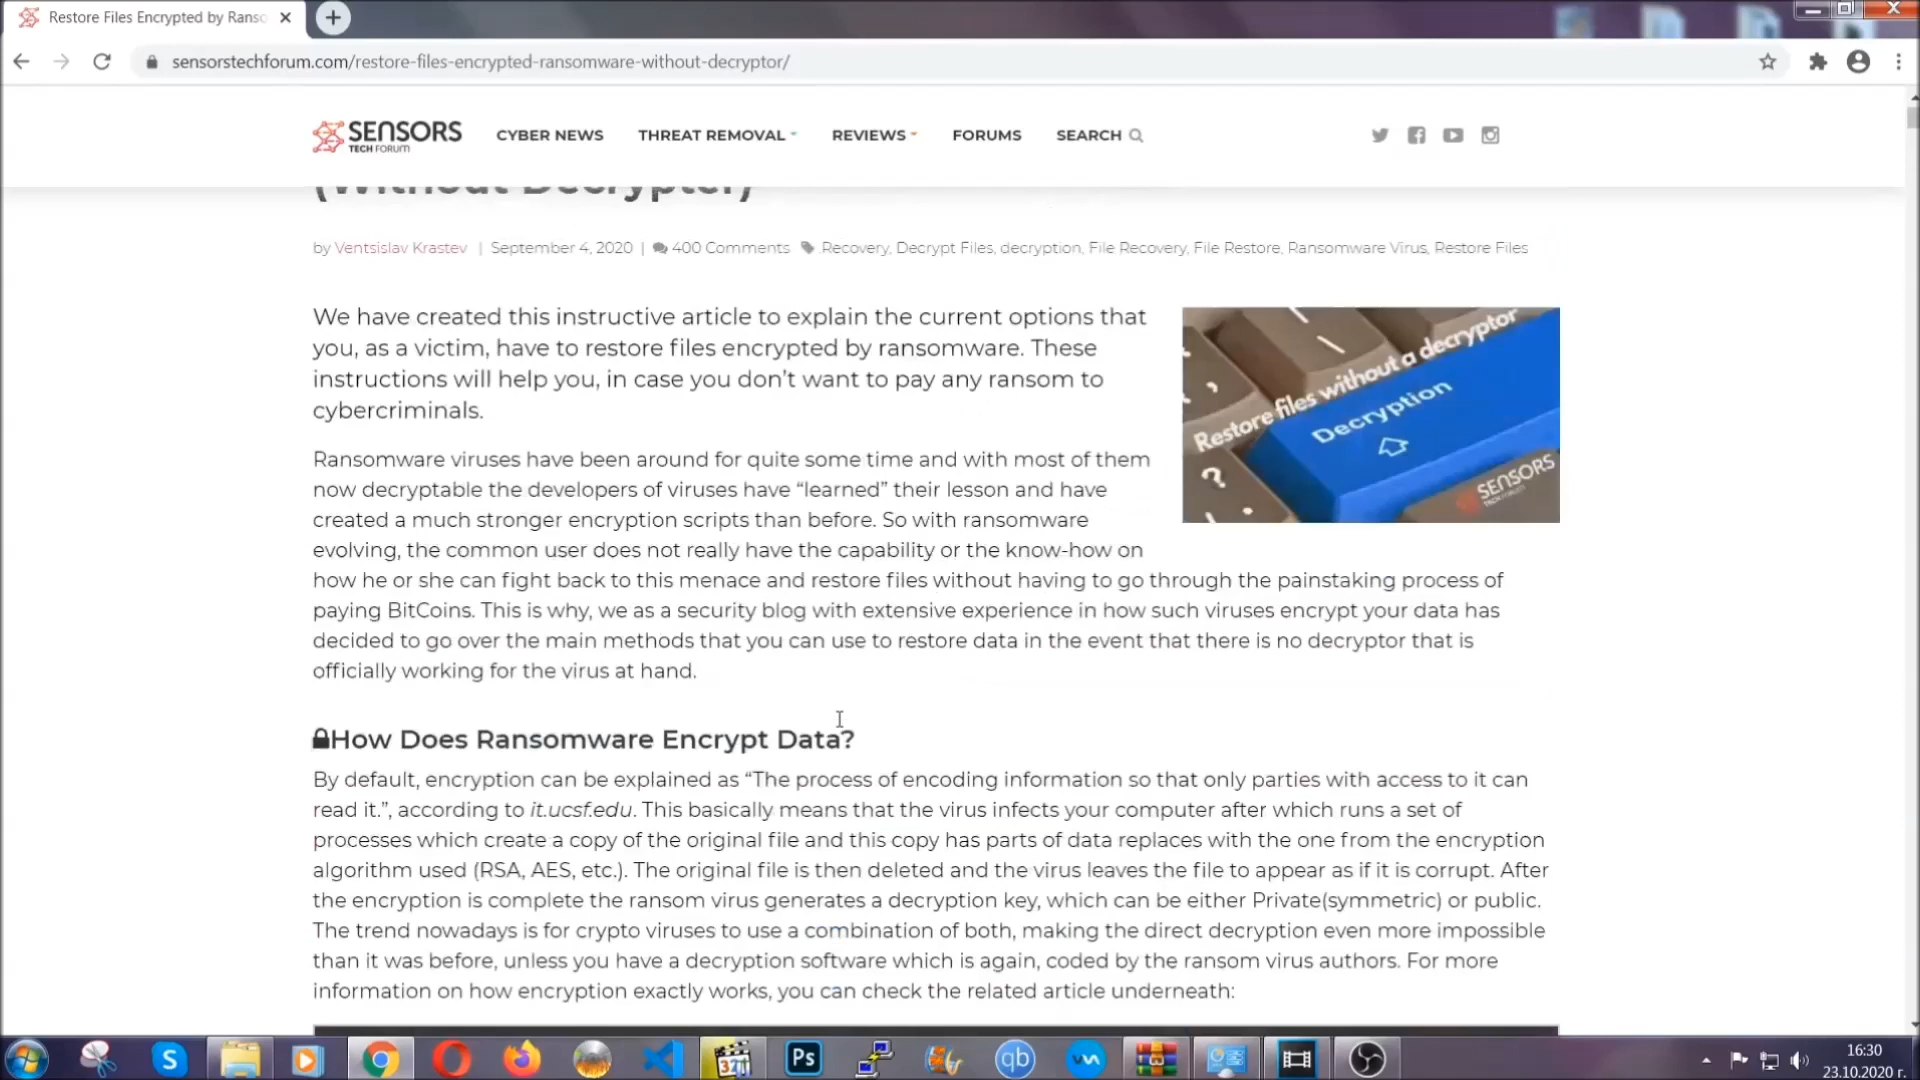 Restore Files Encrypted by Ranso
sensorstechforum.com/restore-files-encrypted-ransomware-without-decryptor/
SENSORS
TECH FORUM
CYBER NEWS
THREAT REMOVAL
REVIEWS
FORUMS
SEARCH
(Without Decrypter)
by Ventsislav Krastev | September 4, 2020 | 400 Comments Recovery, Decrypt Files, decryption, File Recovery, File Restore, Ransomware Virus, Restore Files
We have created this instructive article to explain the current options that
you, as a victim, have to restore files encrypted by ransomware. These
instructions will help you, in case you don’t want to pay any ransom to
cybercriminals.
Restore files without a decryptor
Decryption
SENSORS
Ransomware viruses have been around for quite some time and with most of them
now decryptable the developers of viruses have “learned” their lesson and have
created a much stronger encryption scripts than before. So with ransomware
evolving, the common user does not really have the capability or the know-how on
how he or she can fight back to this menace and restore files without having to go through the painstaking process of
paying BitCoins. This is why, we as a security blog with extensive experience in how such viruses encrypt your data has
decided to go over the main methods that you can use to restore data in the event that there is no decryptor that is
officially working for the virus at hand.
How Does Ransomware Encrypt Data?
By default, encryption can be explained as “The process of encoding information so that only parties with access to it can
read it.”, according to it.ucsf.edu. This basically means that the virus infects your computer after which runs a set of
processes which create a copy of the original file and this copy has parts of data replaces with the one from the encryption
algorithm used (RSA, AES, etc.). The original file is then deleted and the virus leaves the file to appear as if it is corrupt. After
the encryption is complete the ransom virus generates a decryption key, which can be either Private(symmetric) or public.
The trend nowadays is for crypto viruses to use a combination of both, making the direct decryption even more impossible
than it was before, unless you have a decryption software which is again, coded by the ransom virus authors. For more
information on how encryption exactly works, you can check the related article underneath:
321
Ps
qb
16:30
23.10.2020 г.